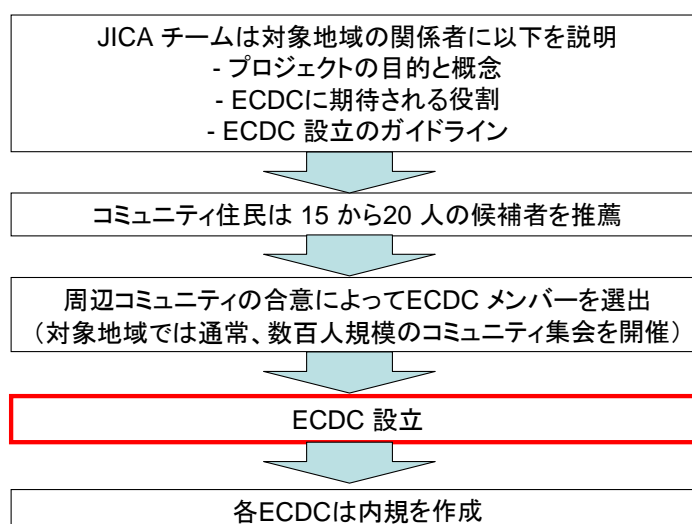 JICA チームは対象地域の関係者に以下を説明
- プロジェクトの目的と概念
- ECDCに期待される役割
- ECDC 設立のガイドライン
コミュニティ住民は 15 から20 人の候補者を推薦
周辺コミュニティの合意によってECDC メンバーを選出
（対象地域では通常、数百人規模のコミュニティ集会を開催）
ECDC 設立
各ECDCは内規を作成